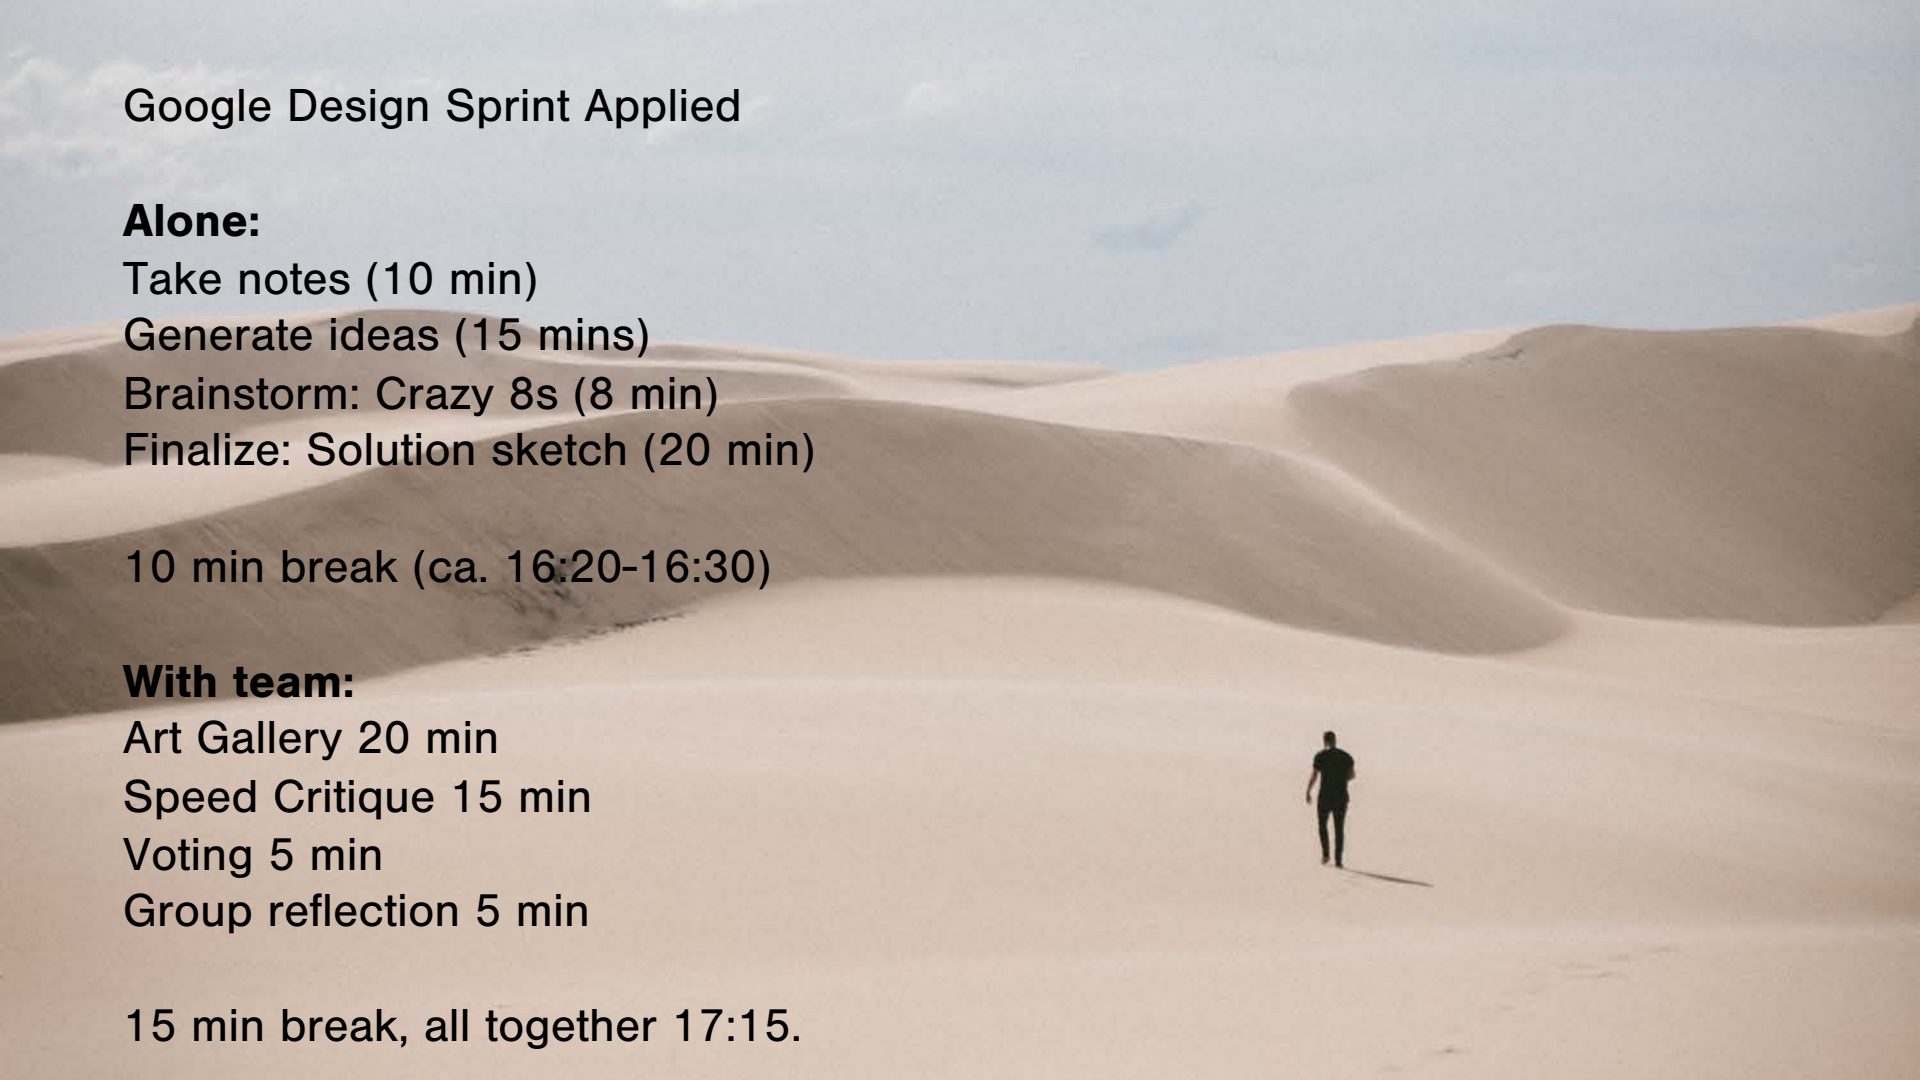 Google Design Sprint Applied
Alone:
Take notes (10 min)
Generate ideas (15 mins)
Brainstorm: Crazy 8s (8 min)
Finalize: Solution sketch (20 min)
10 min break (ca. 16:20-16:30)
With team:
Art Gallery 20 min
Speed Critique 15 min
Voting 5 min
Group reflection 5 min
15 min break, all together 17:15.